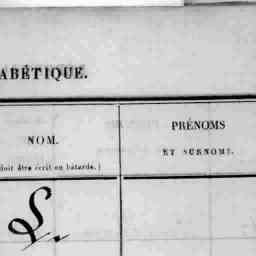 ABÉTIQUE.
NOM.
PRÉNOMS
ET SURNOMS.
doit être écrit en bâtarde.)
L.